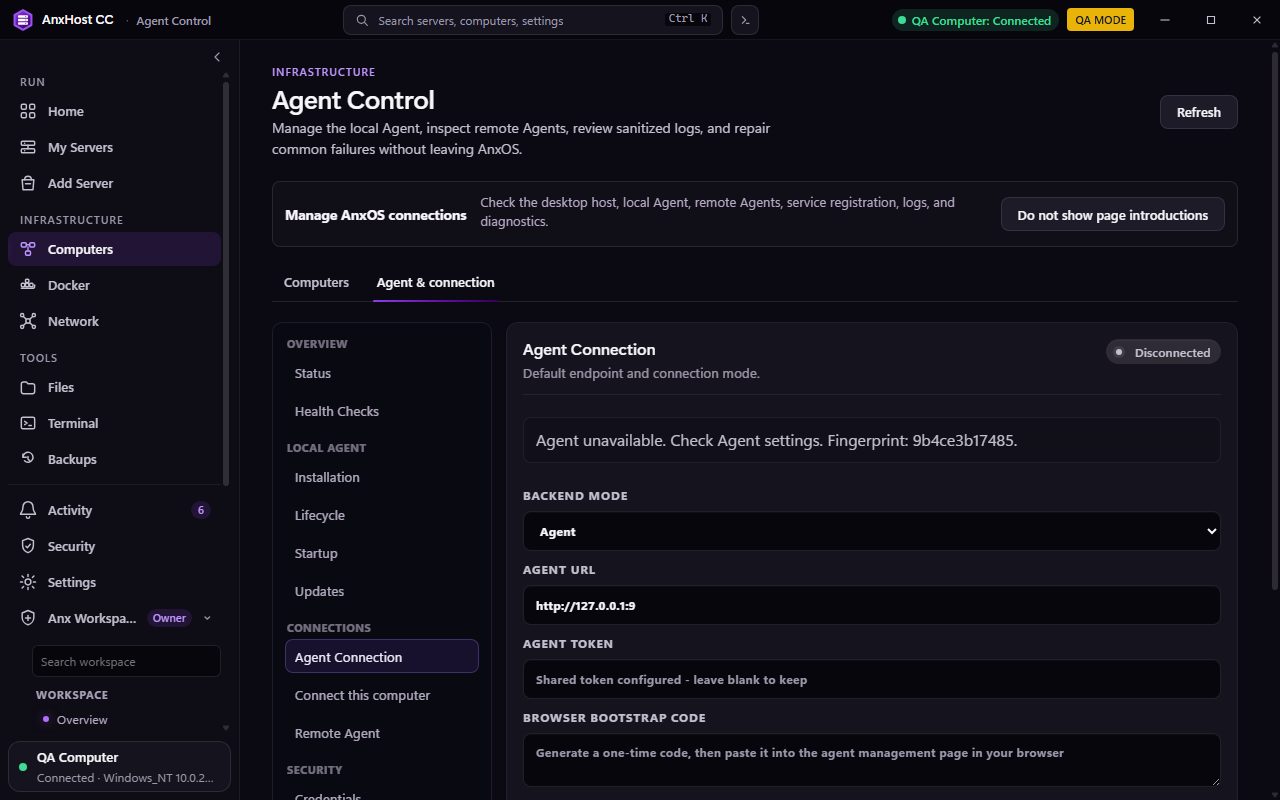 AnxHost CC · Agent Control
Search servers, computers, settings Ctrl K
QA Computer: Connected
QA MODE
RUN
Home
My Servers
Add Server
INFRASTRUCTURE
Computers
Docker
Network
TOOLS
Files
Terminal
Backups
Activity 6
Security
Settings
Anx Workspa... Owner
Search workspace
WORKSPACE
Overview
QA Computer
Connected · Windows_NT 10.0.2...
INFRASTRUCTURE
Agent Control
Manage the local Agent, inspect remote Agents, review sanitized logs, and repair
common failures without leaving AnxOS.
Refresh
Manage AnxOS connections
Check the desktop host, local Agent, remote Agents, service registration, logs, and
diagnostics.
Do not show page introductions
Computers
Agent & connection
OVERVIEW
Status
Health Checks
LOCAL AGENT
Installation
Lifecycle
Startup
Updates
CONNECTIONS
Agent Connection
Connect this computer
Remote Agent
SECURITY
Credentials
Agent Connection
Default endpoint and connection mode.
Disconnected
Agent unavailable. Check Agent settings. Fingerprint: 9b4ce3b17485.
BACKEND MODE
Agent
AGENT URL
http://127.0.0.1:9
AGENT TOKEN
Shared token configured - leave blank to keep
BROWSER BOOTSTRAP CODE
Generate a one-time code, then paste it into the agent management page in your browser